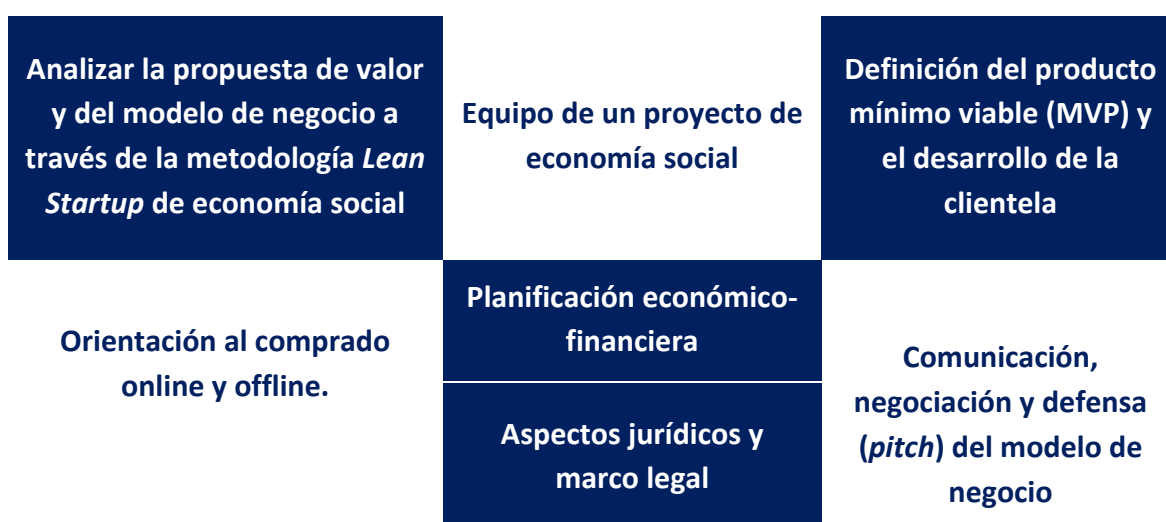 Analizar la propuesta de valor
y del modelo de negocio a
través de la metodología Lean
Startup de economía social
Equipo de un proyecto de
economía social
Definición del producto
mínimo viable (MVP) y
el desarrollo de la
clientela
Orientación al comprado
online y offline.
Planificación económico-
financiera
Aspectos jurídicos y
marco legal
Comunicación,
negociación y defensa
(pitch) del modelo de
negocio